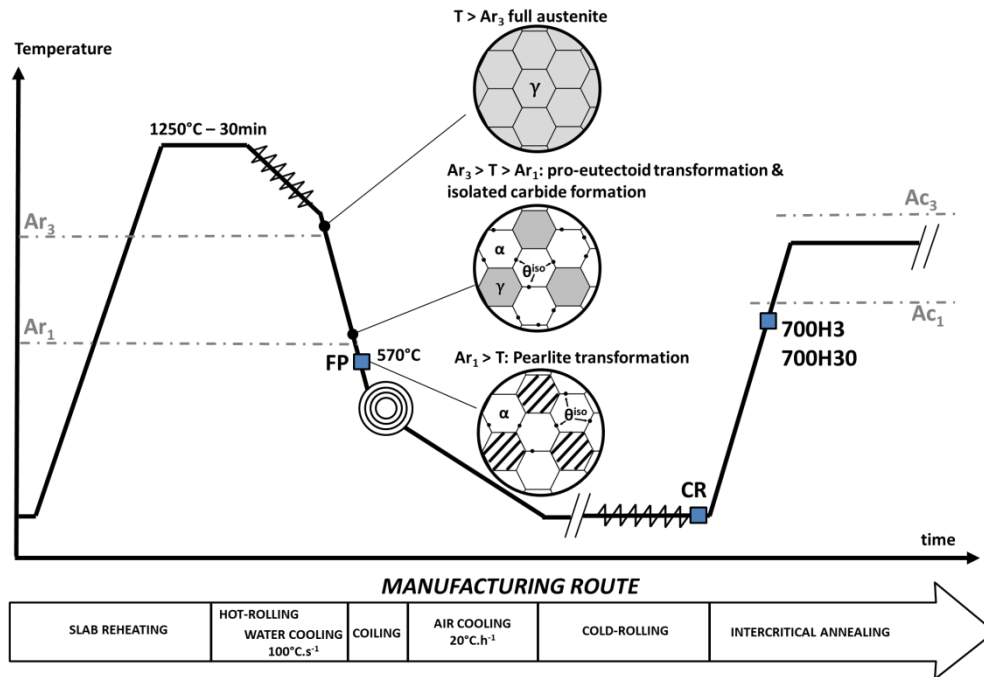 T > Ar₃ full austenite
Temperature
γ
1250°C – 30min
Ar₃ > T > Ar₁: pro-eutectoid transformation &
isolated carbide formation
Ac₃
Ar₃
α
θiso
γ
Ac₁
Ar₁
700H3
700H30
FP
570°C
Ar₁ > T: Pearlite transformation
α
θiso
CR
time
MANUFACTURING ROUTE
SLAB REHEATING
HOT-ROLLING
WATER COOLING
100°C.s⁻¹
COILING
AIR COOLING
20°C.h⁻¹
COLD-ROLLING
INTERCRITICAL ANNEALING